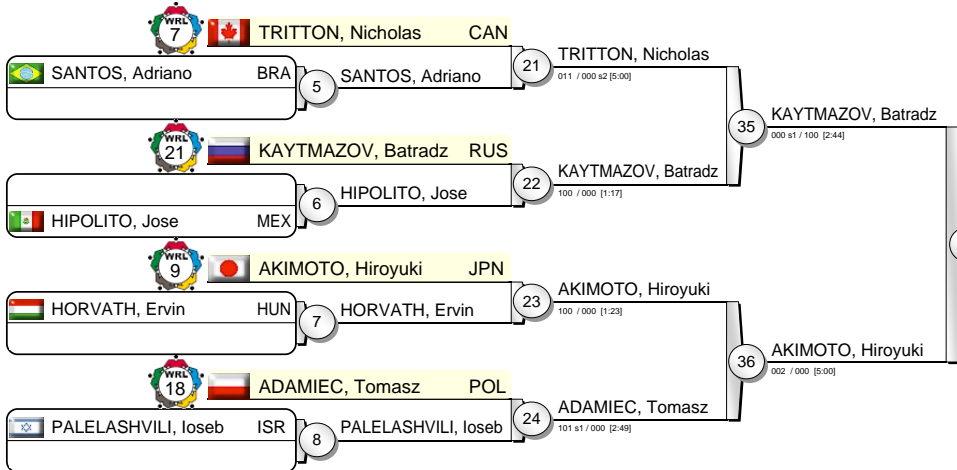 WRL 7 TRITTON, Nicholas CAN
SANTOS, Adriano BRA
5 SANTOS, Adriano
21 TRITTON, Nicholas
011 / 000 s2 [5:00]
WRL 21 KAYTMAZOV, Batradz RUS
HIPOLITO, Jose MEX
6 HIPOLITO, Jose
22 KAYTMAZOV, Batradz
100 / 000 [1:17]
35 KAYTMAZOV, Batradz
000 s1 / 100 [2:44]
WRL 9 AKIMOTO, Hiroyuki JPN
HORVATH, Ervin HUN
7 HORVATH, Ervin
23 AKIMOTO, Hiroyuki
100 / 000 [1:23]
WRL 18 ADAMIEC, Tomasz POL
PALELASHVILI, Ioseb ISR
8 PALELASHVILI, Ioseb
24 ADAMIEC, Tomasz
101 s1 / 000 [2:49]
36 AKIMOTO, Hiroyuki
002 / 000 [5:00]